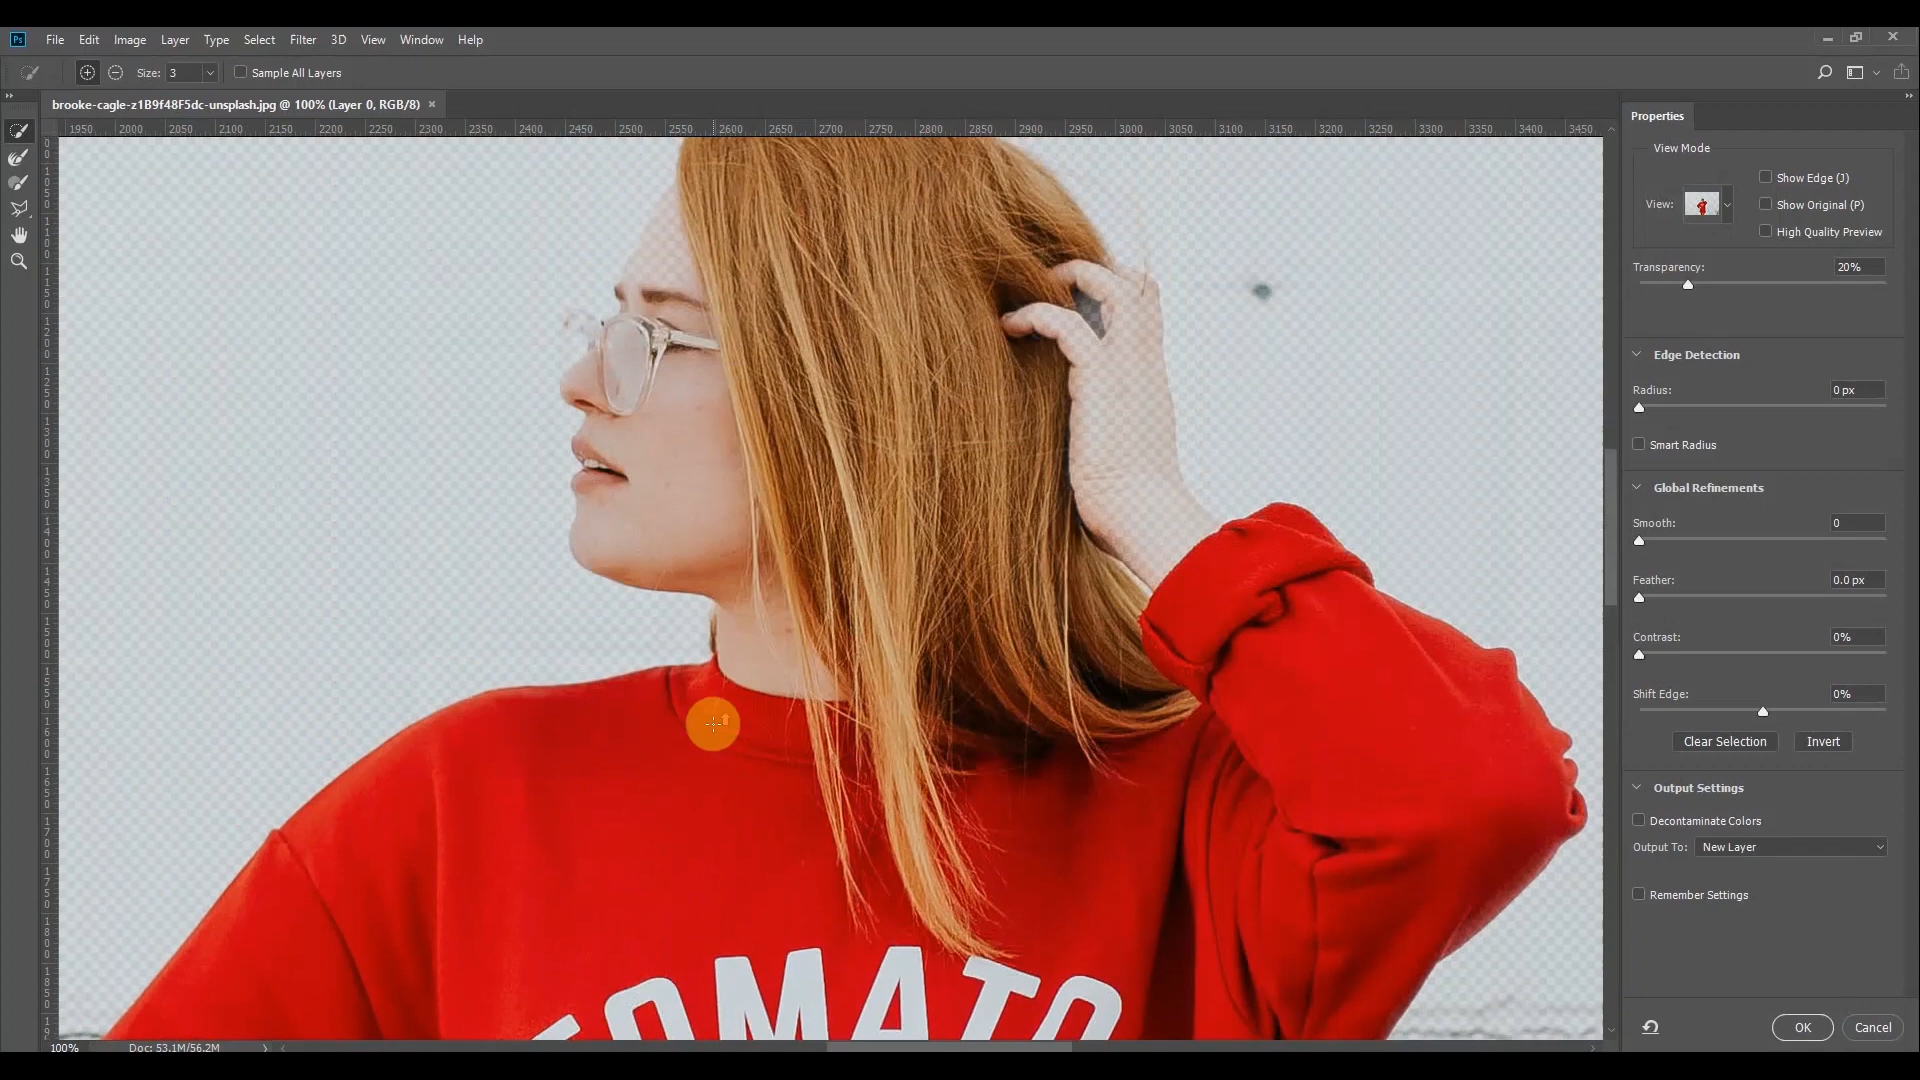 Ps File Edit Image Layer Type Select Filter 3D View Window Help
Size: 3 Sample All Layers
brooke-cagle-z1B9f48F5dc-unsplash.jpg @ 100% (Layer 0, RGB/8) ×
1950 2000 2050 2100 2150 2200 2250 2300 2350 2400 2450 2500 2550 2600 2650 2700 2750 2800 2850 2900 2950 3000 3050 3100 3150 3200 3250 3300 3350 3400 3450
Properties
View Mode
Show Edge (J)
View:
Show Original (P)
High Quality Preview
Transparency: 20%
Edge Detection
Radius: 0 px
Smart Radius
Global Refinements
Smooth: 0
Feather: 0.0 px
Contrast: 0%
Shift Edge: 0%
Clear Selection Invert
Output Settings
Decontaminate Colors
Output To: New Layer
Remember Settings
TOMATO
OK Cancel
100% Doc: 53.1M/56.2M